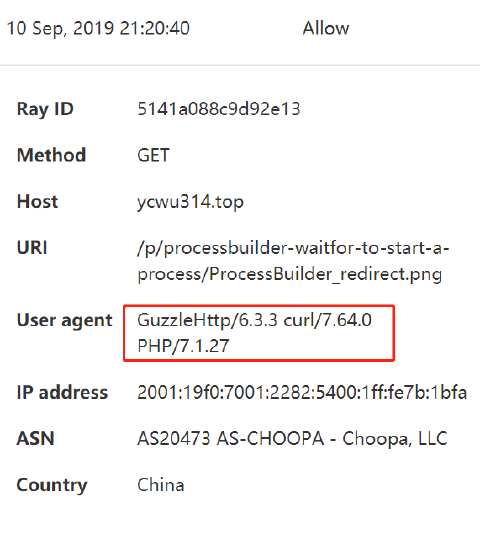 10 Sep, 2019 21:20:40 Allow
Ray ID 5141a088c9d92e13
Method GET
Host ycwu314.top
URI /p/processbuilder-waitfor-to-start-a-
process/ProcessBuilder_redirect.png
User agent GuzzleHttp/6.3.3 curl/7.64.0
PHP/7.1.27
IP address 2001:19f0:7001:2282:5400:1ff:fe7b:1bfa
ASN AS20473 AS-CHOOPA - Choopa, LLC
Country China